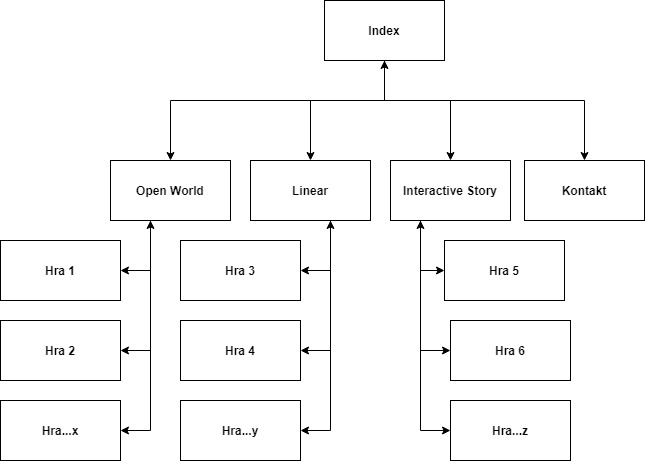 Index
Open World
Linear
Interactive Story
Kontakt
Hra 1
Hra 3
Hra 5
Hra 2
Hra 4
Hra 6
Hra...x
Hra...y
Hra...z